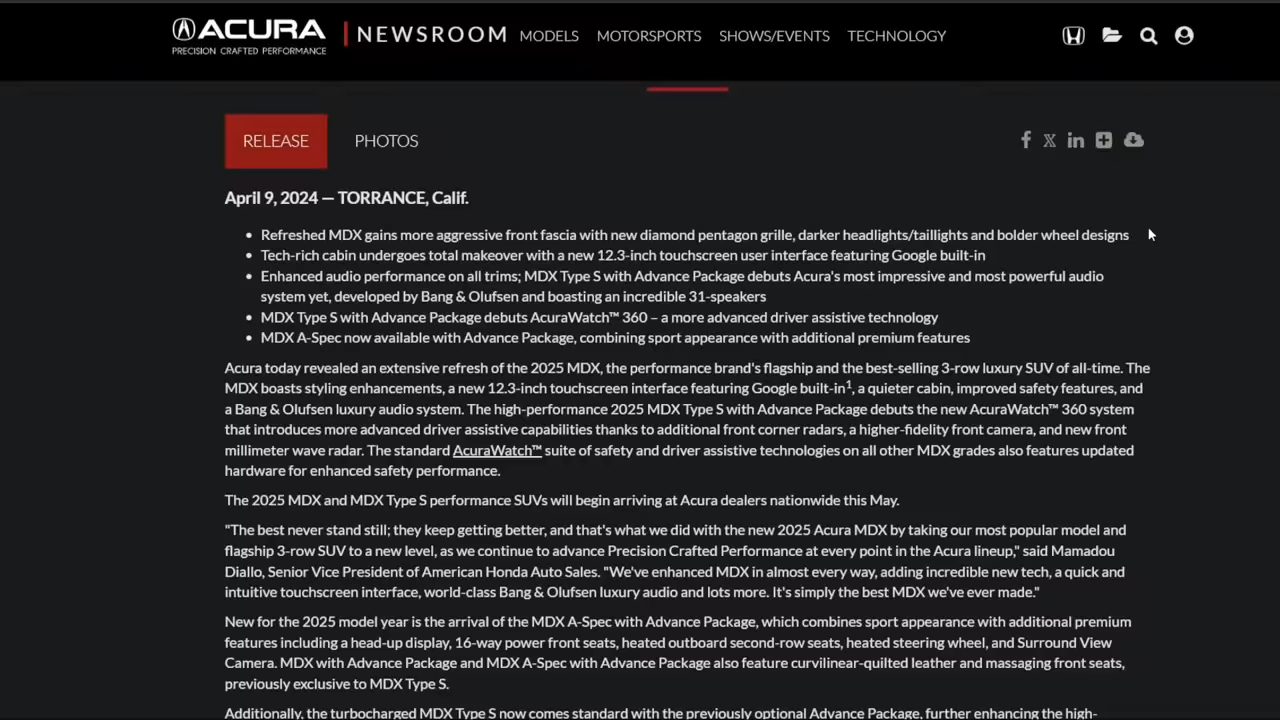 ACURA
PRECISION CRAFTED PERFORMANCE
NEWSROOM
MODELS
MOTORSPORTS
SHOWS/EVENTS
TECHNOLOGY
RELEASE
PHOTOS
April 9, 2024 — TORRANCE, Calif.
• Refreshed MDX gains more aggressive front fascia with new diamond pentagon grille, darker headlights/taillights and bolder wheel designs
• Tech-rich cabin undergoes total makeover with a new 12.3-inch touchscreen user interface featuring Google built-in
• Enhanced audio performance on all trims; MDX Type S with Advance Package debuts Acura's most impressive and most powerful audio
system yet, developed by Bang & Olufsen and boasting an incredible 31-speakers
• MDX Type S with Advance Package debuts AcuraWatch™ 360 – a more advanced driver assistive technology
• MDX A-Spec now available with Advance Package, combining sport appearance with additional premium features
Acura today revealed an extensive refresh of the 2025 MDX, the performance brand's flagship and the best-selling 3-row luxury SUV of all-time. The
MDX boasts styling enhancements, a new 12.3-inch touchscreen interface featuring Google built-in¹, a quieter cabin, improved safety features, and
a Bang & Olufsen luxury audio system. The high-performance 2025 MDX Type S with Advance Package debuts the new AcuraWatch™ 360 system
that introduces more advanced driver assistive capabilities thanks to additional front corner radars, a higher-fidelity front camera, and new front
millimeter wave radar. The standard AcuraWatch™ suite of safety and driver assistive technologies on all other MDX grades also features updated
hardware for enhanced safety performance.
The 2025 MDX and MDX Type S performance SUVs will begin arriving at Acura dealers nationwide this May.
"The best never stand still; they keep getting better, and that's what we did with the new 2025 Acura MDX by taking our most popular model and
flagship 3-row SUV to a new level, as we continue to advance Precision Crafted Performance at every point in the Acura lineup," said Mamadou
Diallo, Senior Vice President of American Honda Auto Sales. "We've enhanced MDX in almost every way, adding incredible new tech, a quick and
intuitive touchscreen interface, world-class Bang & Olufsen luxury audio and lots more. It's simply the best MDX we've ever made."
New for the 2025 model year is the arrival of the MDX A-Spec with Advance Package, which combines sport appearance with additional premium
features including a head-up display, 16-way power front seats, heated outboard second-row seats, heated steering wheel, and Surround View
Camera. MDX with Advance Package and MDX A-Spec with Advance Package also feature curvilinear-quilted leather and massaging front seats,
previously exclusive to MDX Type S.
Additionally, the turbocharged MDX Type S now comes standard with the previously optional Advance Package, further enhancing the high-